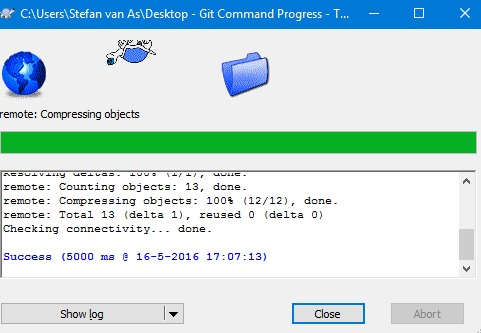 C:\Users\Stefan van As\Desktop - Git Command Progress - T...
remote: Compressing objects
Resolving deltas: 100% (1/1), done.
remote: Counting objects: 13, done.
remote: Compressing objects: 100% (12/12), done.
remote: Total 13 (delta 1), reused 0 (delta 0)
Checking connectivity... done.
Success (5000 ms @ 16-5-2016 17:07:13)
Show log
Close
Abort